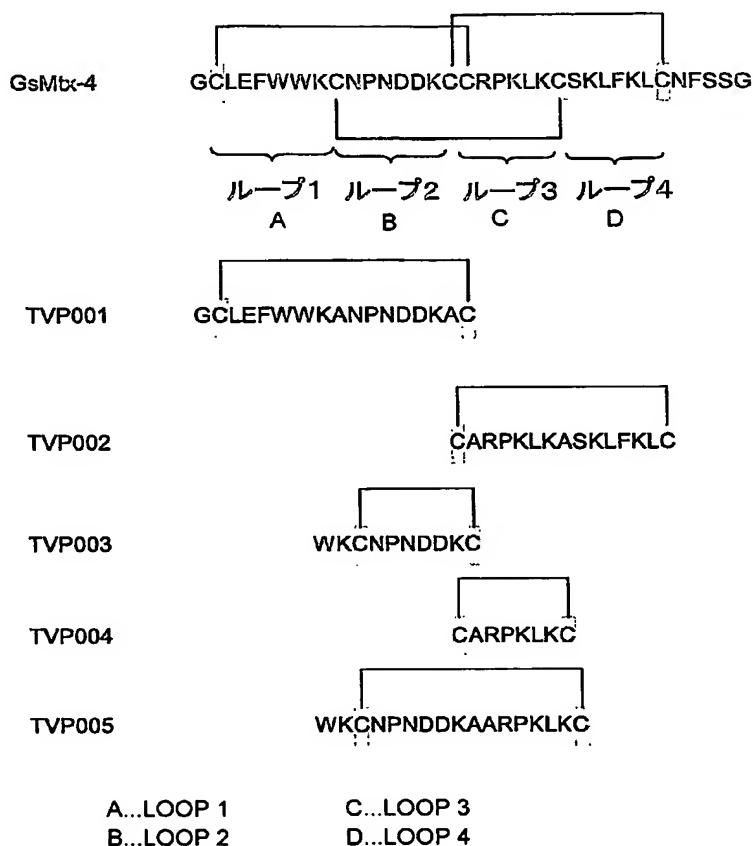 GsMtx-4 GCLEFWWKCNPNDDKCCRPKLKCSKLFKLCNFSSG
ループ1 ループ2 ループ3 ループ4
A B C D
TVP001 GCLEFWWKANPNDDKAC
TVP002 CARPKLKASKLFKLC
TVP003 WKCNPNDDKC
TVP004 CARPKLKC
TVP005 WKCNPNDDKAARPKLKC
A...LOOP 1 C...LOOP 3
B...LOOP 2 D...LOOP 4